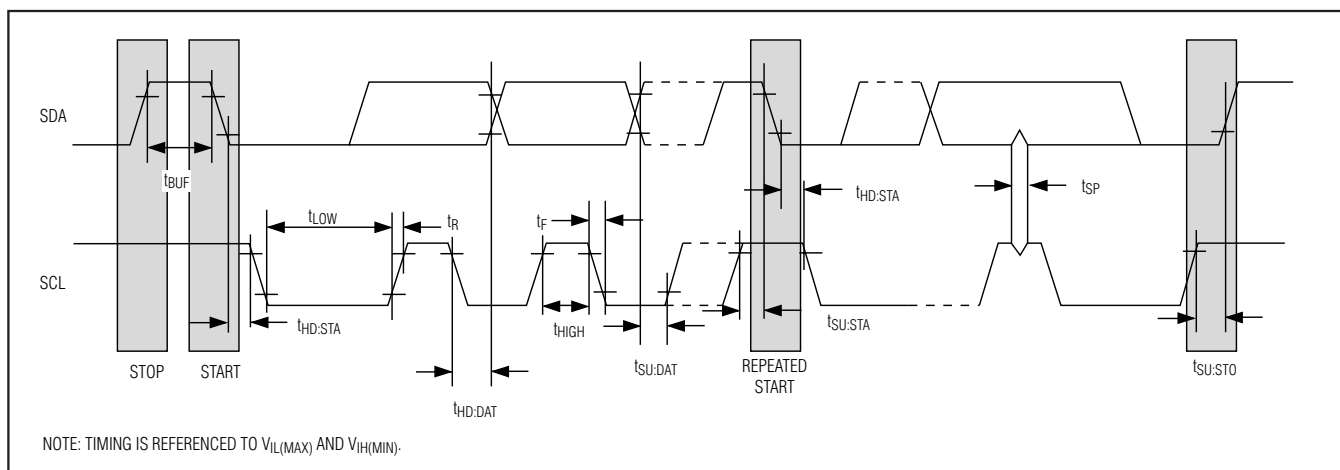 SDA
tBUF
tHD:STA
tSP
tLOW
tR
tF
SCL
tHD:STA
tHIGH
tSU:STA
STOP
START
tSU:DAT
REPEATED
START
tSU:STO
tHD:DAT
NOTE: TIMING IS REFERENCED TO VIL(MAX) AND VIH(MIN).